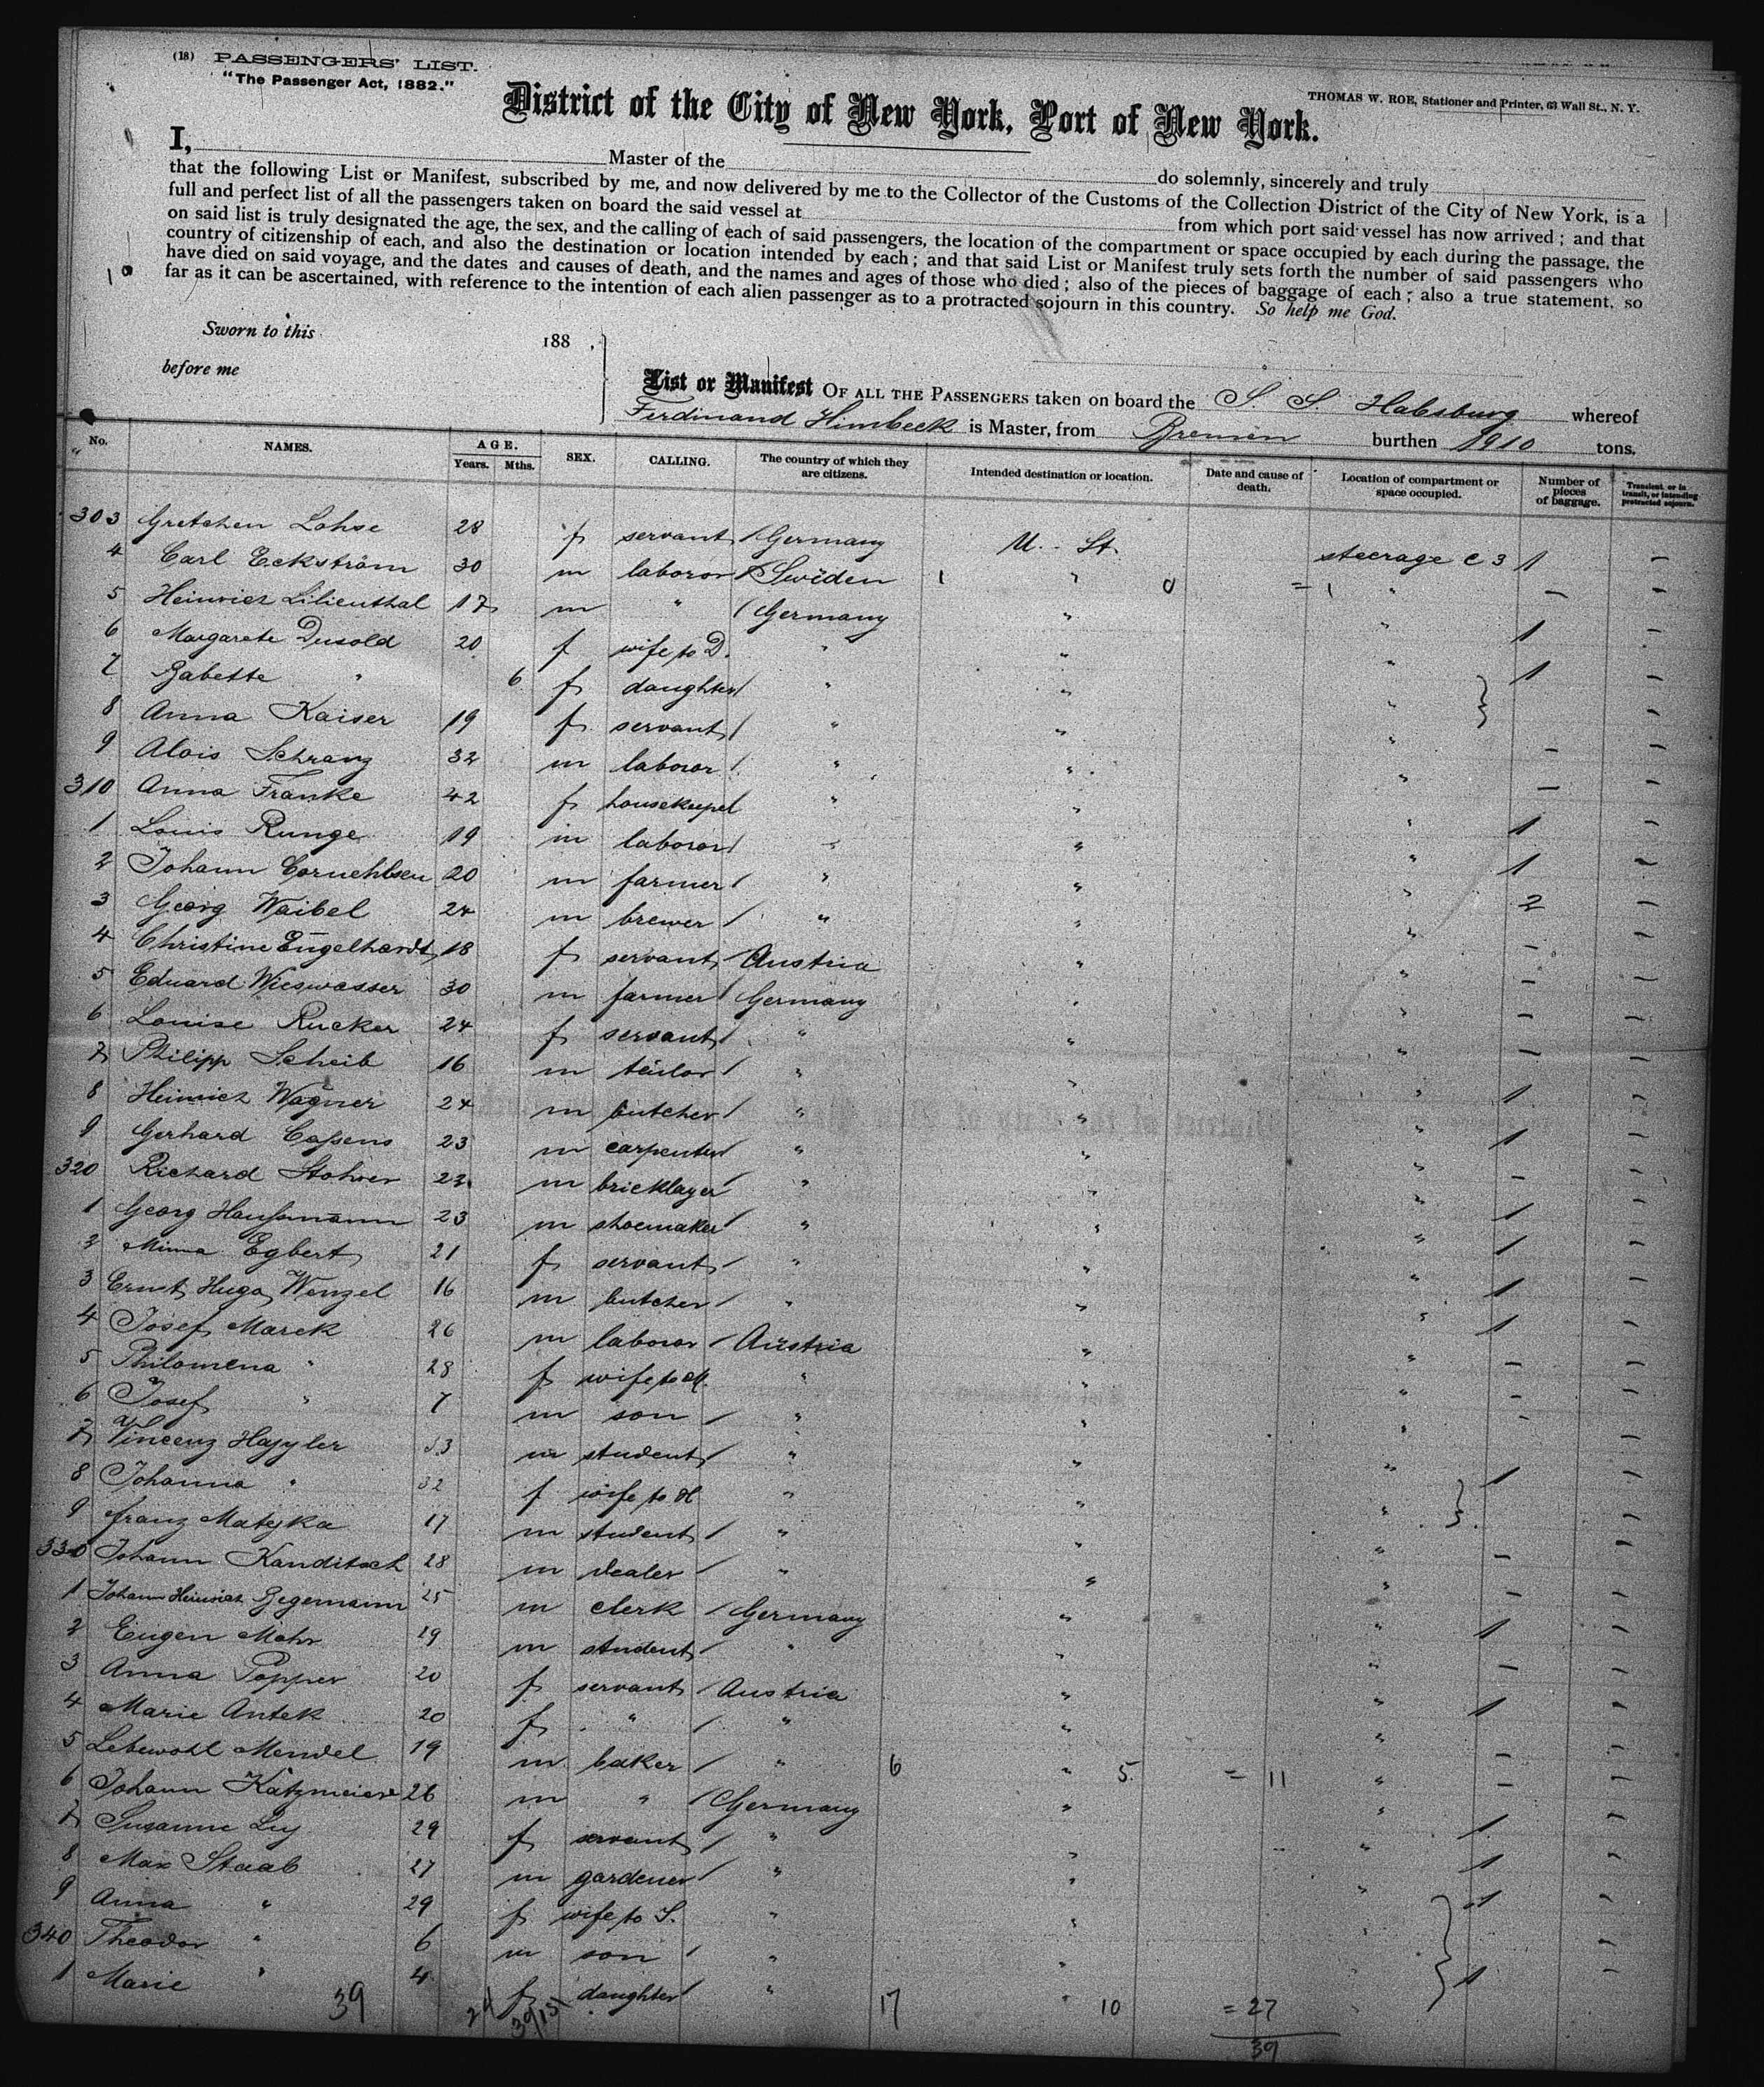 (18) PASSENGERS' LIST.
"The Passenger Act, 1882."
THOMAS W. ROE, Stationer and Printer, 63 Wall St., N. Y.
District of the City of New York, Port of New York.
I, Master of the do solemnly, sincerely and truly
that the following List or Manifest, subscribed by me, and now delivered by me to the Collector of the Customs of the Collection District of the City of New York, is a
full and perfect list of all the passengers taken on board the said vessel at from which port said vessel has now arrived; and that
on said list is truly designated the age, the sex, and the calling of each of said passengers, the location of the compartment or space occupied by each during the passage, the
country of citizenship of each, and also the destination or location intended by each; and that said List or Manifest truly sets forth the number of said passengers who
have died on said voyage, and the dates and causes of death, and the names and ages of those who died; also of the pieces of baggage of each; also a true statement, so
far as it can be ascertained, with reference to the intention of each alien passenger as to a protracted sojourn in this country. So help me God.
Sworn to this 188 ,
before me
List or Manifest OF ALL THE PASSENGERS taken on board the S. S. Habsburg whereof
Ferdinand Himbeck is Master, from Bremen burthen 1910 tons.
No. NAMES. AGE. Years. Mths. SEX. CALLING. The country of which they are citizens. Intended destination or location. Date and cause of death. Location of compartment or space occupied. Number of pieces of baggage. Transient or in transit, or intending protracted sojourn.
303 Gretchen Lohse 28 f servant / Germany U. St. steerage C 3 1 –
4 Carl Eckström 30 m laboror / Sweden 1 " 0 = 1 " – –
5 Heinrich Lilienthal 17 m " / Germany " " 1 –
6 Margarete Dusold 20 f wife to D. " " " 1 –
7 Babette " 6 f daughter / " " " –
8 Anna Kaiser 19 f servant / " " " – –
9 Alois Schranz 32 m laboror / " " " – –
310 Anna Franke 42 f housekeeper " " " 1 –
1 Louis Runge 19 m laboror / " " " 1 –
2 Johann Cornehlsen 20 m farmer / " " " 2 –
3 Georg Waibel 24 m brewer / " " " – –
4 Christine Engelhardt 18 f servant / Austria " " – –
5 Eduard Wieswasser 30 m farmer / Germany " " – –
6 Louise Rucker 24 f servant / " " " – –
7 Philipp Scheib 16 m tailor / " " " 1 –
8 Heinrich Wagner 24 m butcher / " " " 1 –
9 Gerhard Cassens 23 m carpenter / " " " – –
320 Richard Stohrer 23 m bricklayer " " " 1 –
1 Georg Haussmann 23 m shoemaker / " " " 1 –
2 Minna Egbert 21 f servant / " " " 1 –
3 Ernst Hugo Wenzel 16 m butcher / " " " 1 –
4 Josef Marek 26 m laboror / Austria " " – –
5 Philomena " 28 f wife to M. " " " – –
6 Josef " 7 m son / " " " – –
7 Vincenz 33 m student / " " " 1 –
8 Johanna " 32 f wife to H " " " –
9 Franz Matejka 17 m student / " " " – –
330 Johann Kanditsch 28 m dealer / " " " – –
1 Johann Heinrich Begemann 25 m clerk / Germany " " 1 –
2 Eugen Mohr 19 m student / " " " – –
3 Anna Popper 20 f servant / Austria " " 1 –
4 Marie Antek 20 f " / " " " – –
5 Lebewohl Mendel 19 m baker / " 6 " 5 = 11 " – –
6 Johann Katzmeier 26 m " / Germany " " 1 –
7 Susanne 29 f servant / " " " 1 –
8 Max Staab 27 m gardener / " " " 1 –
9 Anna " 29 f wife to S. " " " –
340 Theodor " 6 m son / " " " 1 –
1 Marie " 4 f daughter / " " "
39 24 39/15 17 10 = 27
39